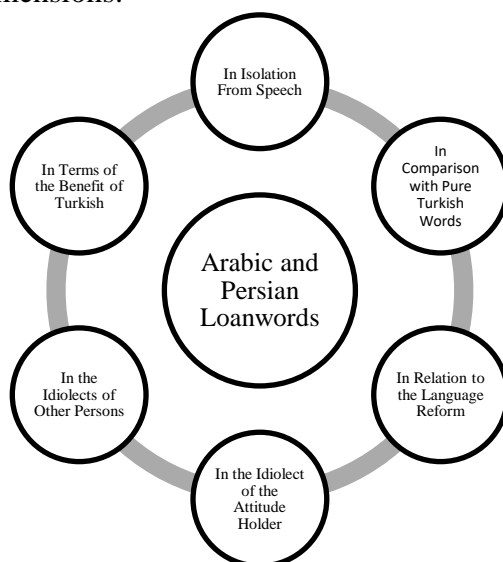 In Isolation
From Speech
In
Comparison
with Pure
Turkish
Words
In Relation to
the Language
Reform
In the Idiolect
of the
Attitude
Holder
In the
Idiolects of
Other Persons
In Terms of
the Benefit of
Turkish
Arabic and
Persian
Loanwords